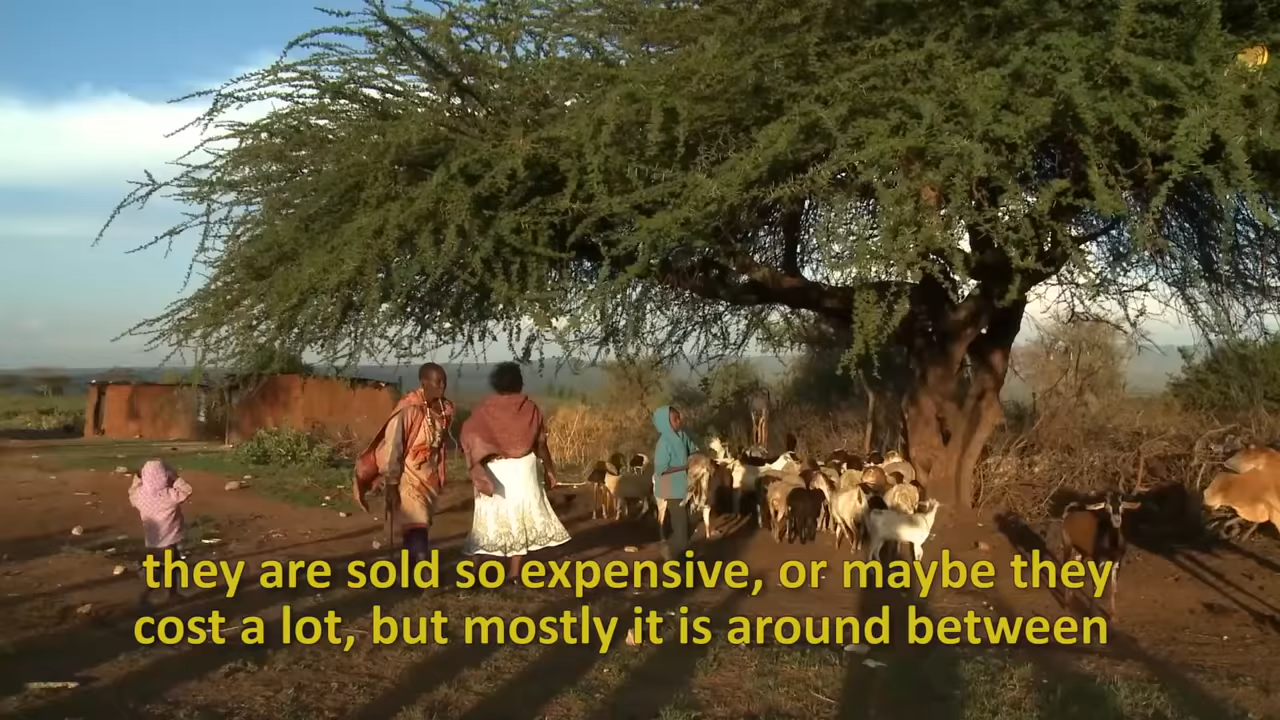 they are sold so expensive, or maybe they
cost a lot, but mostly it is around between